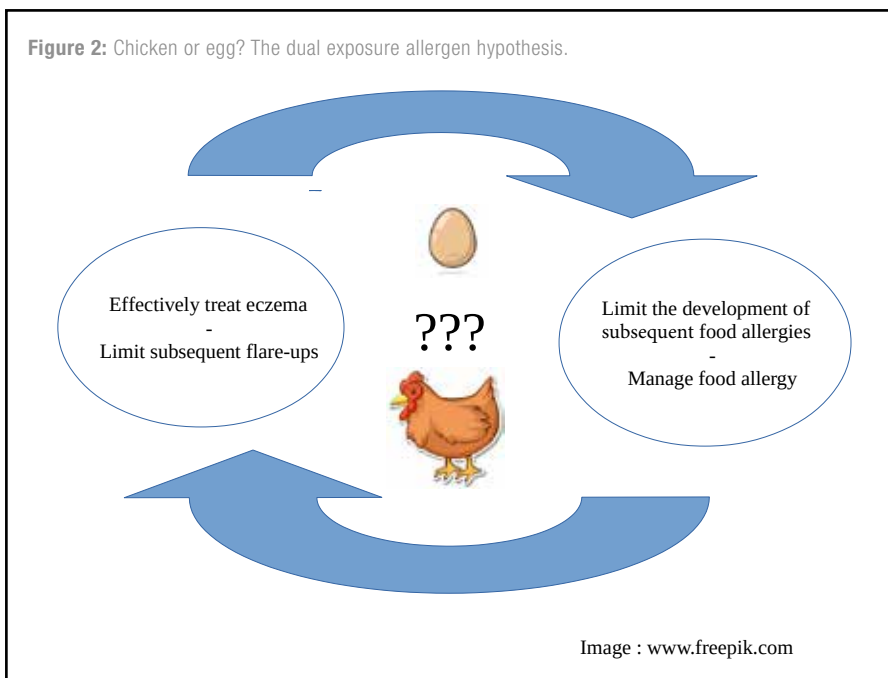 Figure 2: Chicken or egg? The dual exposure allergen hypothesis.
Effectively treat eczema
-
Limit subsequent flare-ups
???
Limit the development of
subsequent food allergies
-
Manage food allergy
Image : www.freepik.com